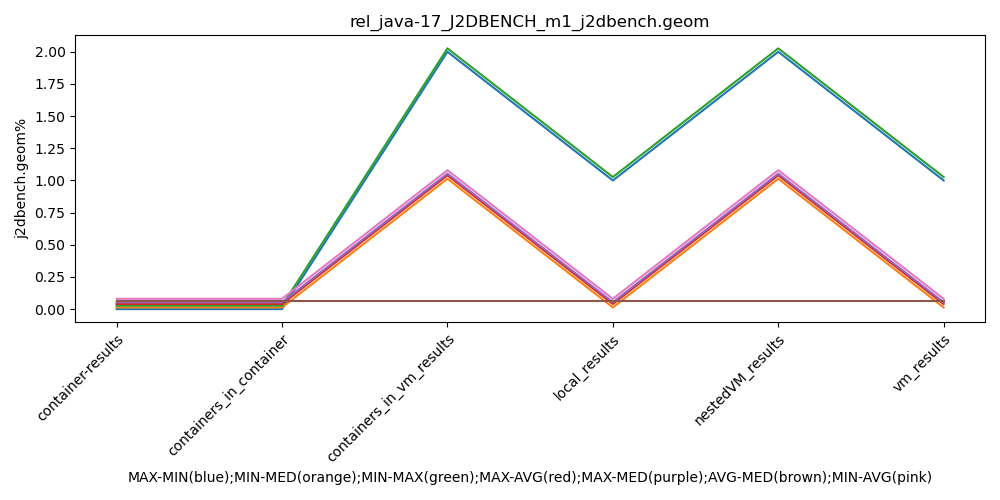 rel_java-17_J2DBENCH_m1_j2dbench.geom
j2dbench.geom%
2.00
1.75
1.50
1.25
1.00
0.75
0.50
0.25
0.00
container-results
containers_in_container
containers_in_vm_results
local_results
nestedVM_results
vm_results
MAX-MIN(blue);MIN-MED(orange);MIN-MAX(green);MAX-AVG(red);MAX-MED(purple);AVG-MED(brown);MIN-AVG(pink)